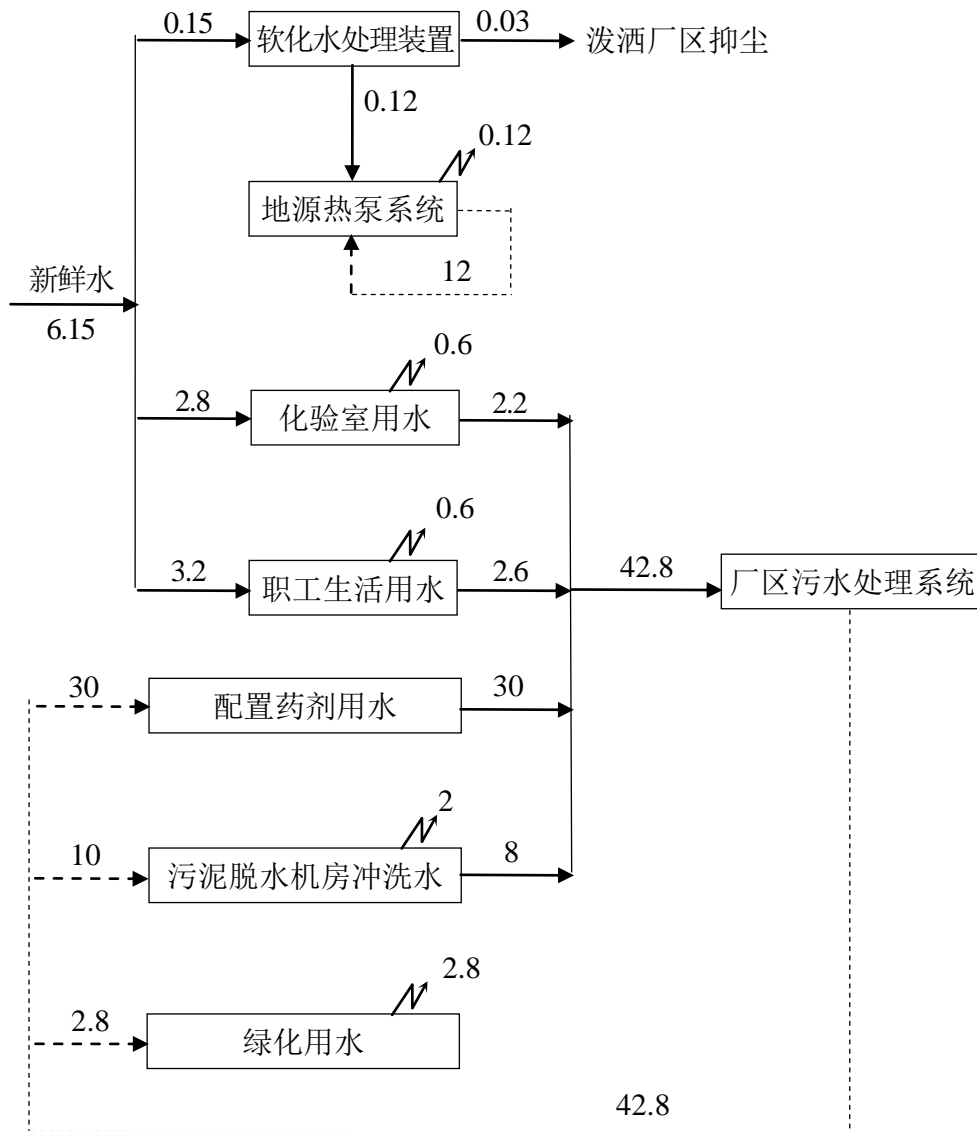 0.15
软化水处理装置
0.03
泼洒厂区抑尘
0.12
0.12
地源热泵系统
12
新鲜水
6.15
0.6
2.8
化验室用水
2.2
0.6
3.2
职工生活用水
2.6
42.8
厂区污水处理系统
30
配置药剂用水
30
2
10
污泥脱水机房冲洗水
8
2.8
2.8
绿化用水
42.8